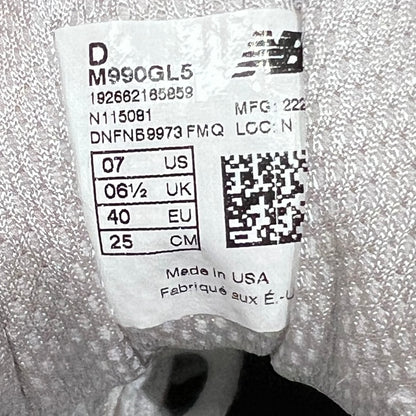 D
M990GL5
192662165859
N115081
MFG: 222
DNFNB9973 FMQ LOC: N
07 US
06½ UK
40 EU
25 CM
Made in USA
Fabriqué aux É.-U